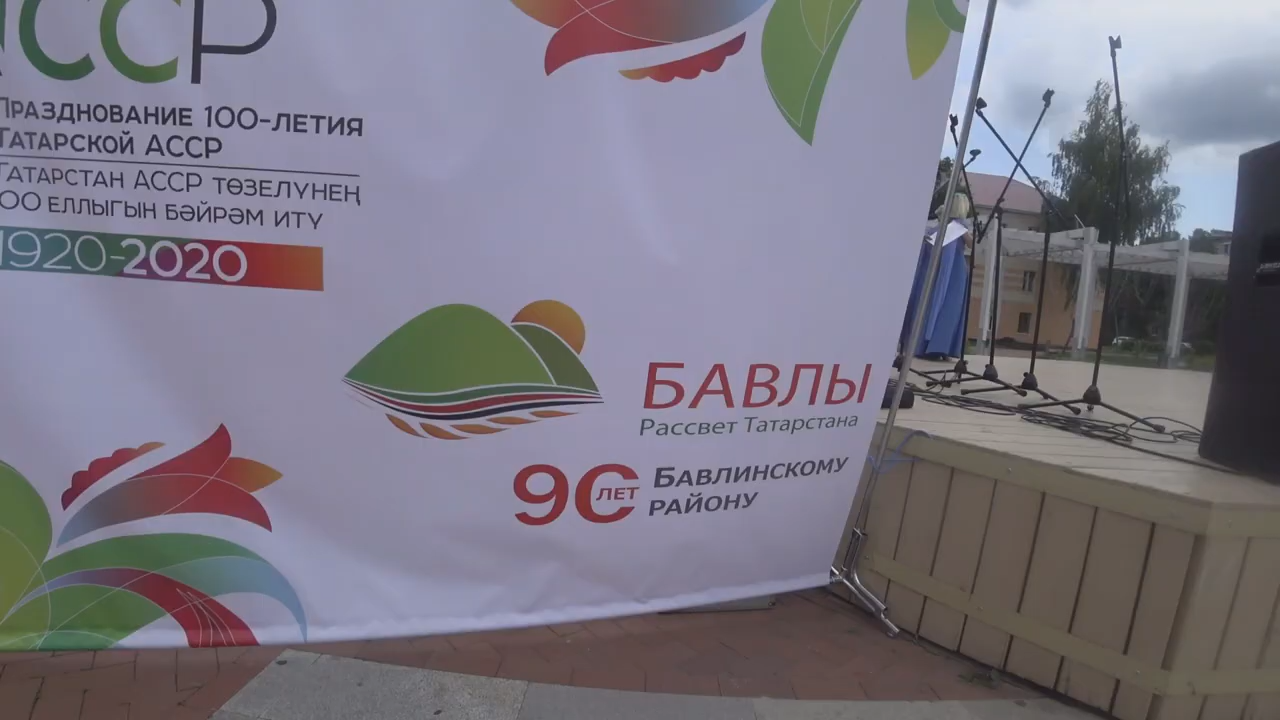 АССР
Празднование 100-летия
Татарской АССР
Татарстан АССР төзелүнең
100 еллыгын бәйрәм итү
1920-2020
БАВЛЫ
Рассвет Татарстана
90 лет Бавлинскому
району